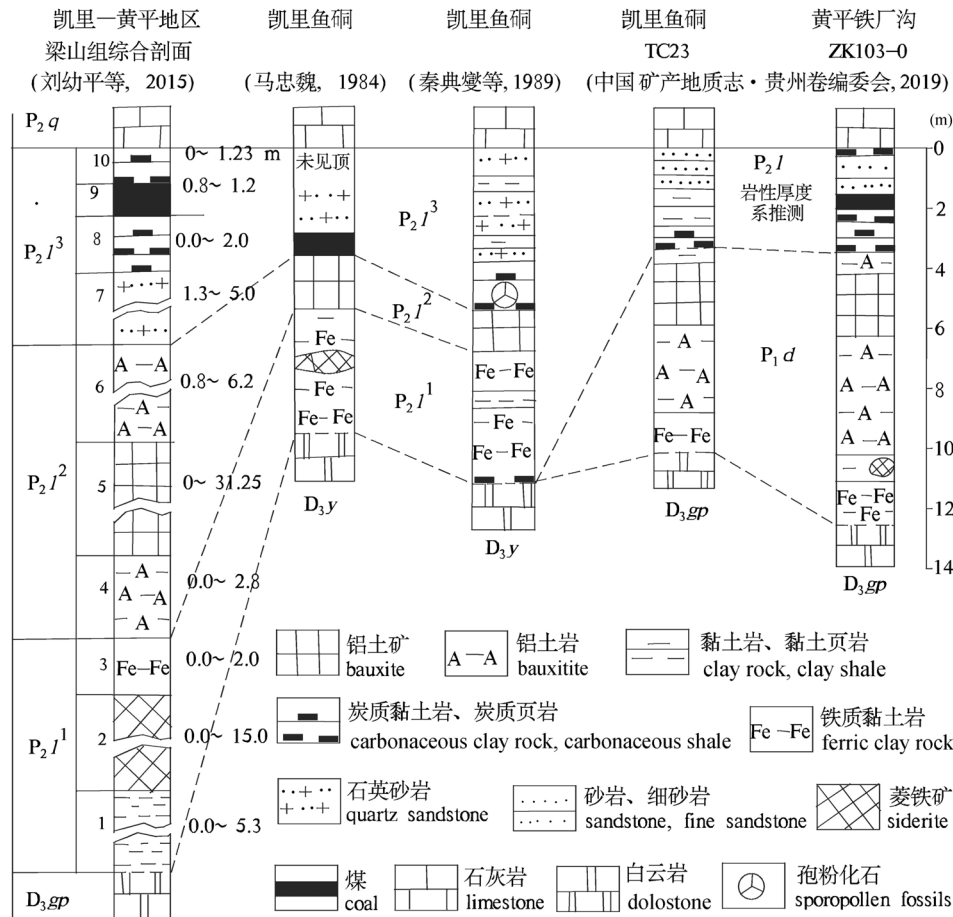 凯里—黄平地区
梁山组综合剖面
(刘幼平等, 2015)
凯里鱼硐
(马忠魏, 1984)
凯里鱼硐
(秦典燮等, 1989)
凯里鱼硐
TC23
黄平铁厂沟
ZK103-0
(中国矿产地质志·贵州卷编委会, 2019)
P₂q
P₂l³
P₂l²
P₂l¹
D₃gp
10
9
8
7
6
5
4
3
2
1
0~ 1.23 m
0.8~ 1.2
0.0~ 2.0
1.3~ 5.0
0.8~ 6.2
0~ 31.25
0.0~ 2.8
0.0~ 2.0
0.0~ 15.0
0.0~ 5.3
A A
A
A A
A
A A
A
Fe Fe
未见顶
Fe
Fe
Fe Fe
D₃y
P₂l³
P₂l²
P₂l¹
Fe Fe
Fe
Fe Fe
D₃y
A
A A
A
Fe Fe
D₃gp
P₂l
岩性厚度
系推测
P₁d
A
A
A A
A
A A
Fe Fe
Fe
D₃gp
(m)
0
2
4
6
8
10
12
14
铝土矿
bauxite
A A
铝土岩
bauxitite
黏土岩、黏土页岩
clay rock, clay shale
炭质黏土岩、炭质页岩
carbonaceous clay rock, carbonaceous shale
Fe Fe
铁质黏土岩
ferric clay rock
石英砂岩
quartz sandstone
砂岩、细砂岩
sandstone, fine sandstone
菱铁矿
siderite
煤
coal
石灰岩
limestone
白云岩
dolostone
孢粉化石
sporopollen fossils